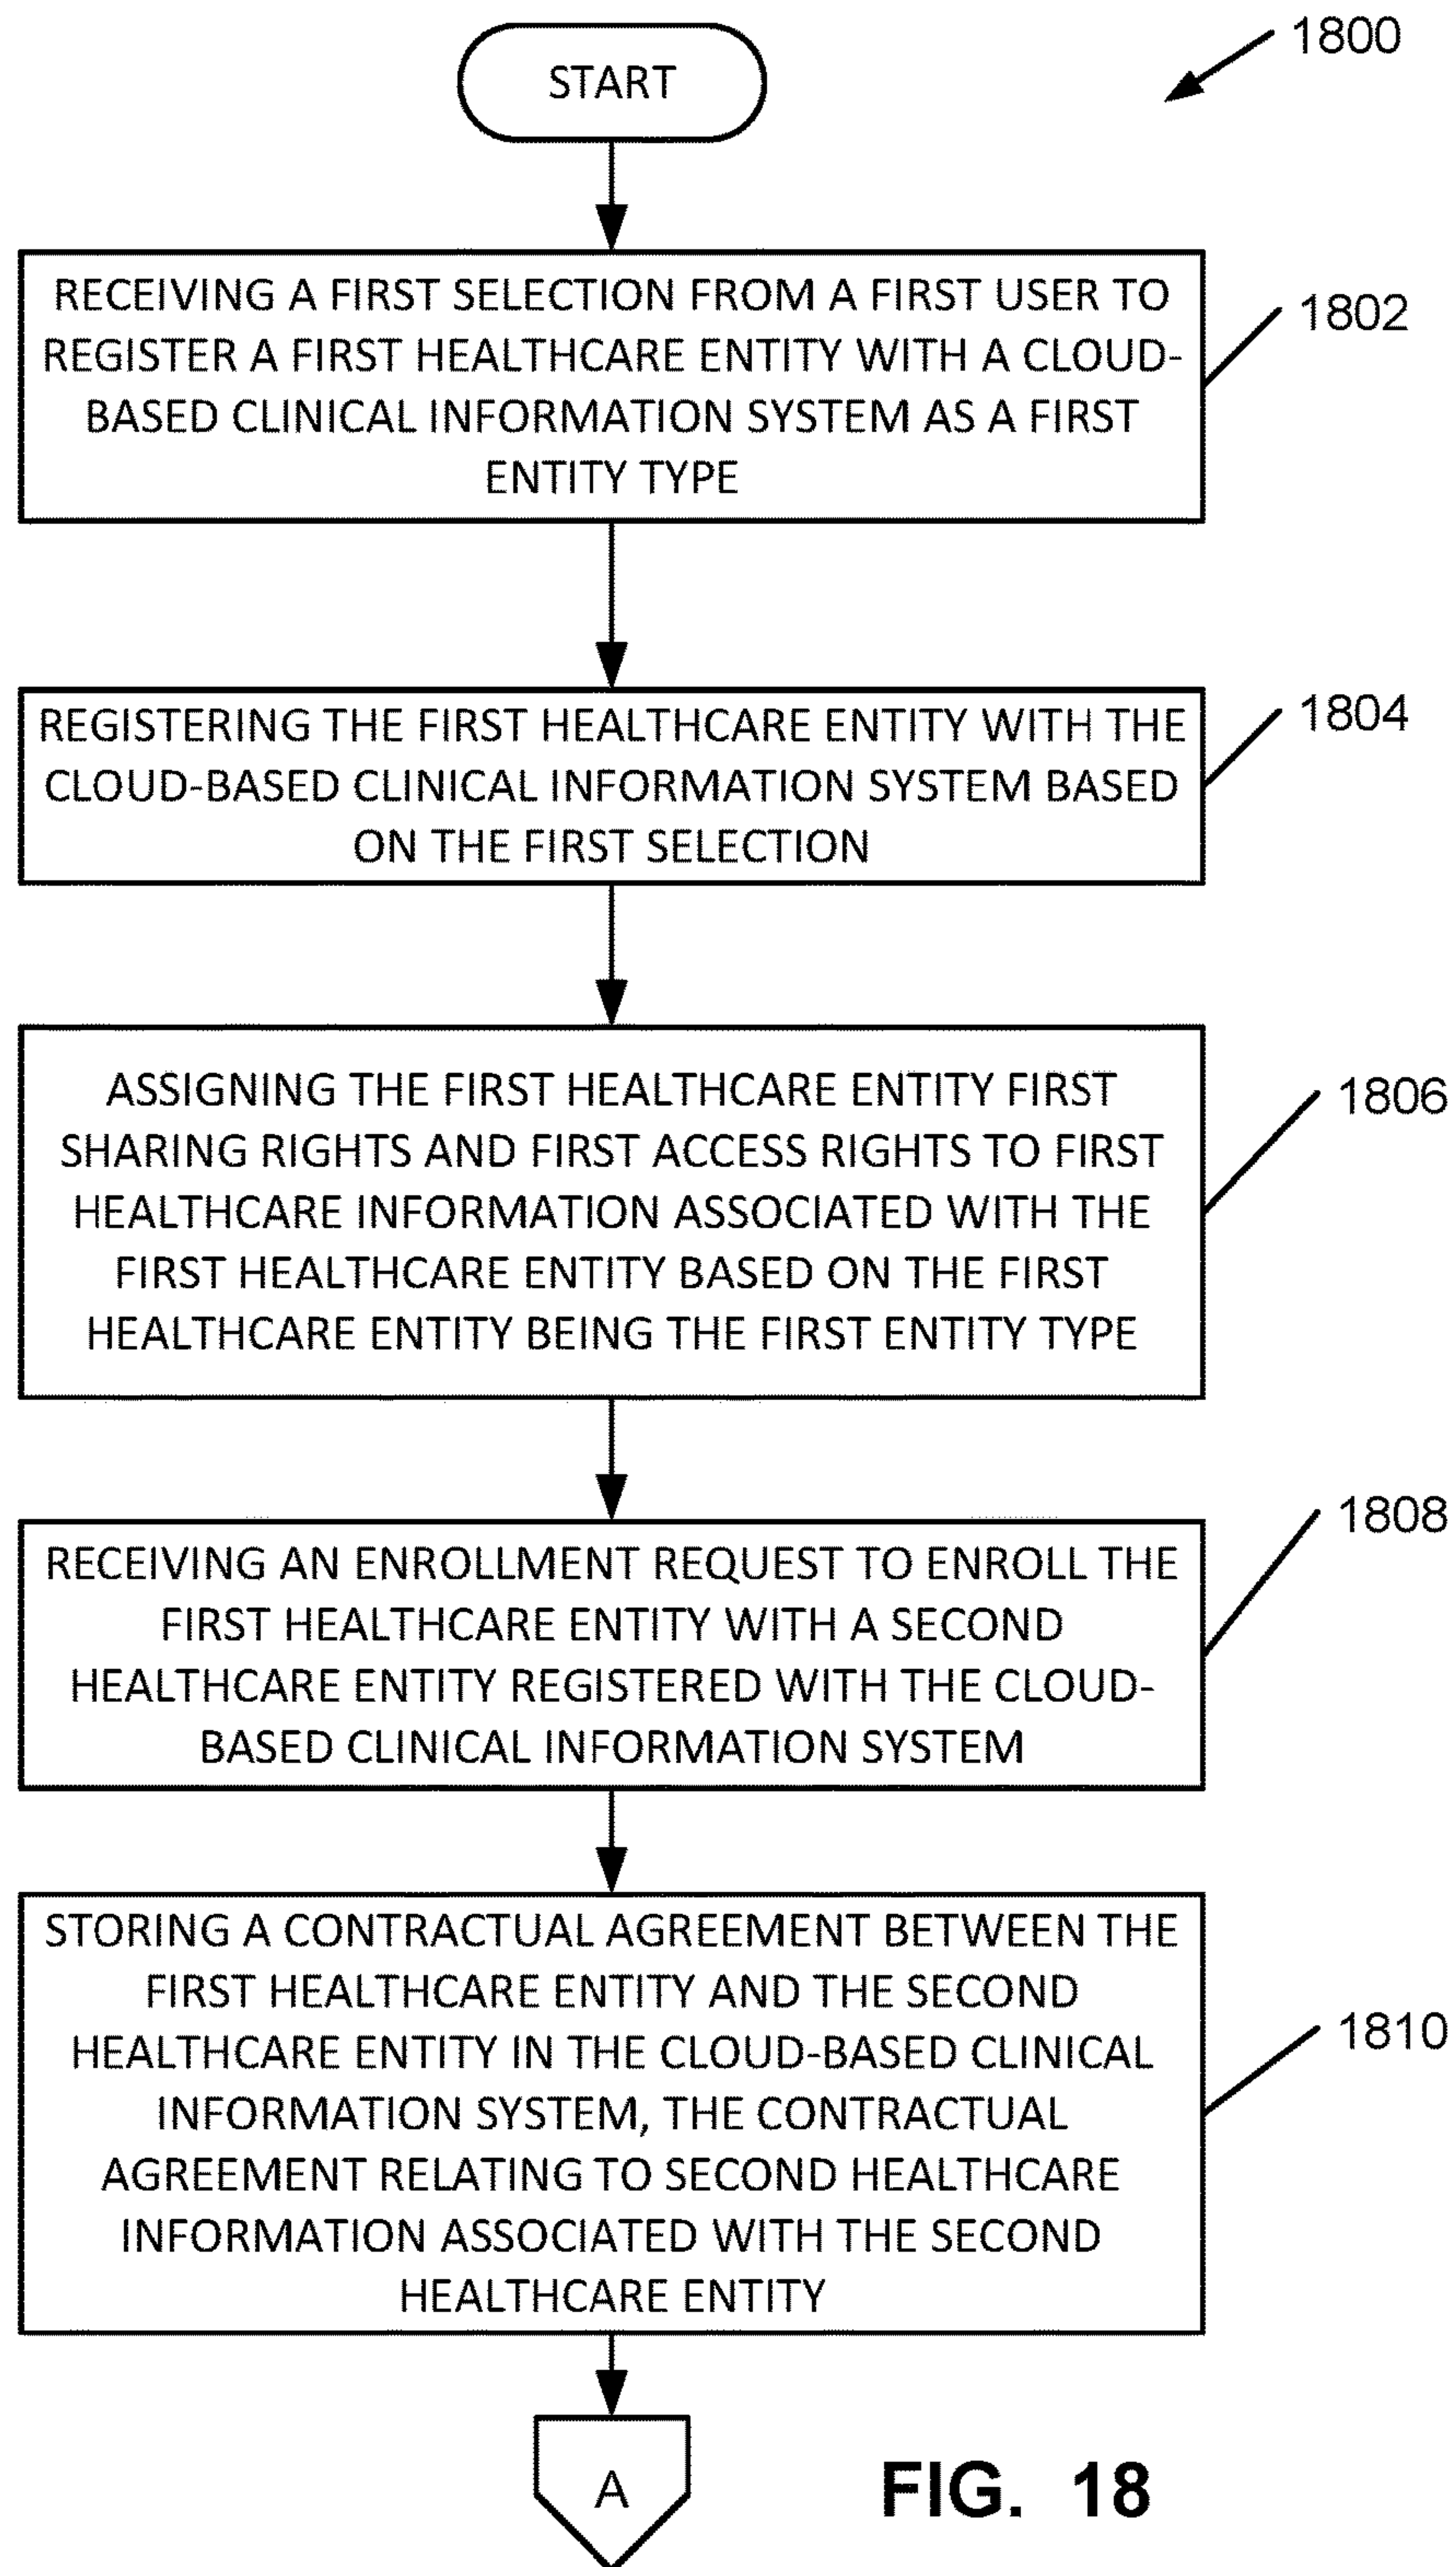 1800
START
RECEIVING A FIRST SELECTION FROM A FIRST USER TO
REGISTER A FIRST HEALTHCARE ENTITY WITH A CLOUD-
BASED CLINICAL INFORMATION SYSTEM AS A FIRST
ENTITY TYPE
1802
REGISTERING THE FIRST HEALTHCARE ENTITY WITH THE
CLOUD-BASED CLINICAL INFORMATION SYSTEM BASED
ON THE FIRST SELECTION
1804
ASSIGNING THE FIRST HEALTHCARE ENTITY FIRST
SHARING RIGHTS AND FIRST ACCESS RIGHTS TO FIRST
HEALTHCARE INFORMATION ASSOCIATED WITH THE
FIRST HEALTHCARE ENTITY BASED ON THE FIRST
HEALTHCARE ENTITY BEING THE FIRST ENTITY TYPE
1806
RECEIVING AN ENROLLMENT REQUEST TO ENROLL THE
FIRST HEALTHCARE ENTITY WITH A SECOND
HEALTHCARE ENTITY REGISTERED WITH THE CLOUD-
BASED CLINICAL INFORMATION SYSTEM
1808
STORING A CONTRACTUAL AGREEMENT BETWEEN THE
FIRST HEALTHCARE ENTITY AND THE SECOND
HEALTHCARE ENTITY IN THE CLOUD-BASED CLINICAL
INFORMATION SYSTEM, THE CONTRACTUAL
AGREEMENT RELATING TO SECOND HEALTHCARE
INFORMATION ASSOCIATED WITH THE SECOND
HEALTHCARE ENTITY
1810
A
FIG. 18